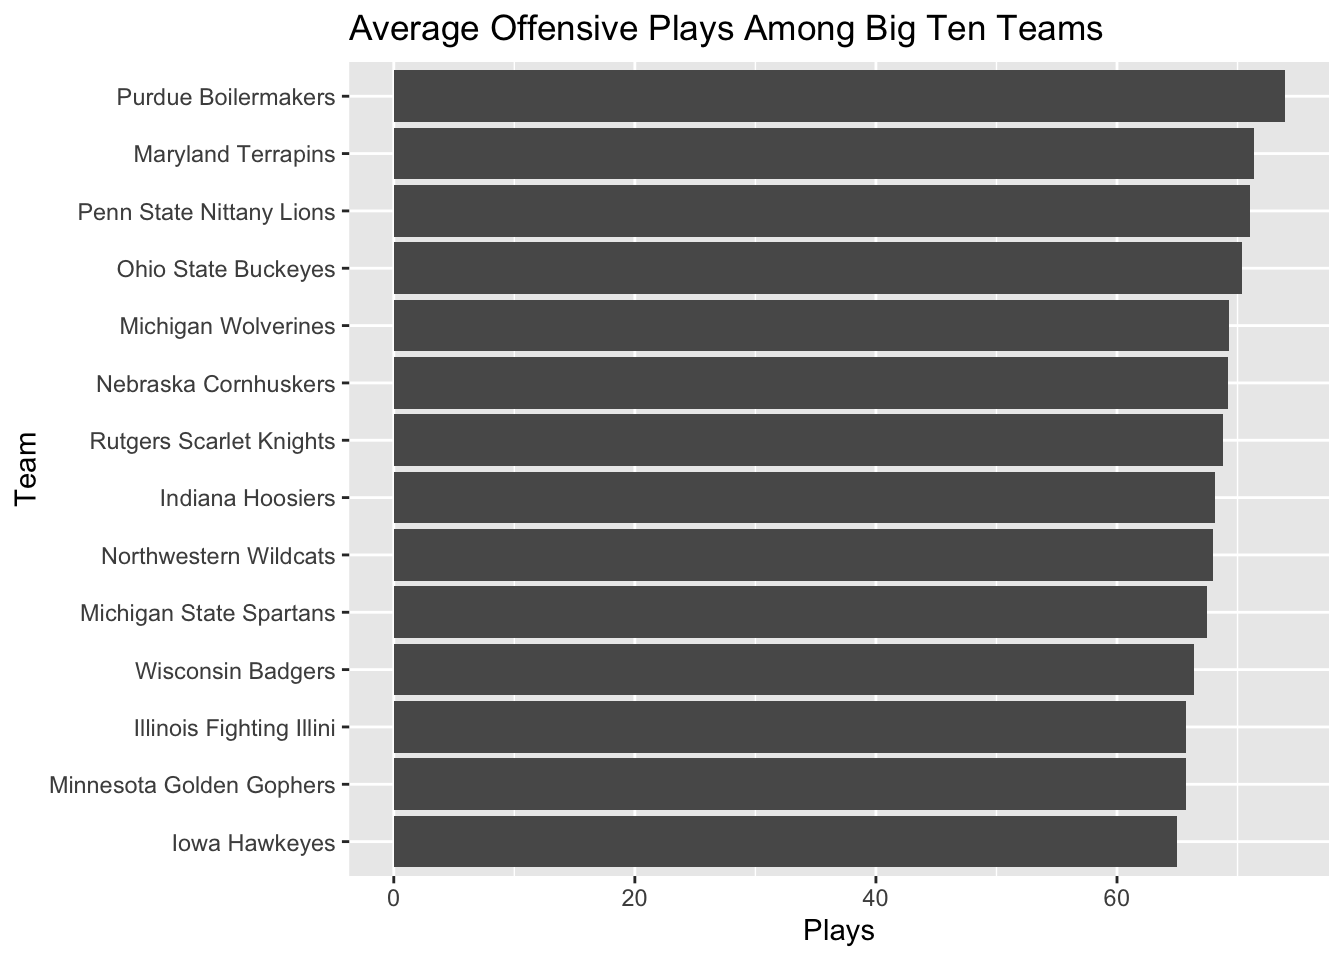 Average Offensive Plays Among Big Ten Teams
Team
Purdue Boilermakers
Maryland Terrapins
Penn State Nittany Lions
Ohio State Buckeyes
Michigan Wolverines
Nebraska Cornhuskers
Rutgers Scarlet Knights
Indiana Hoosiers
Northwestern Wildcats
Michigan State Spartans
Wisconsin Badgers
Illinois Fighting Illini
Minnesota Golden Gophers
Iowa Hawkeyes
0 20 40 60
Plays